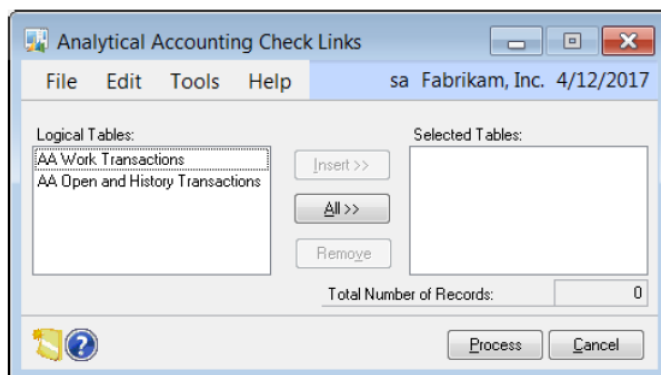 Analytical Accounting Check Links
File Edit Tools Help sa Fabrikam, Inc. 4/12/2017
Logical Tables: Selected Tables:
AA Work Transactions
AA Open and History Transactions
Insert >>
All >>
Remove
Total Number of Records: 0
Process Cancel